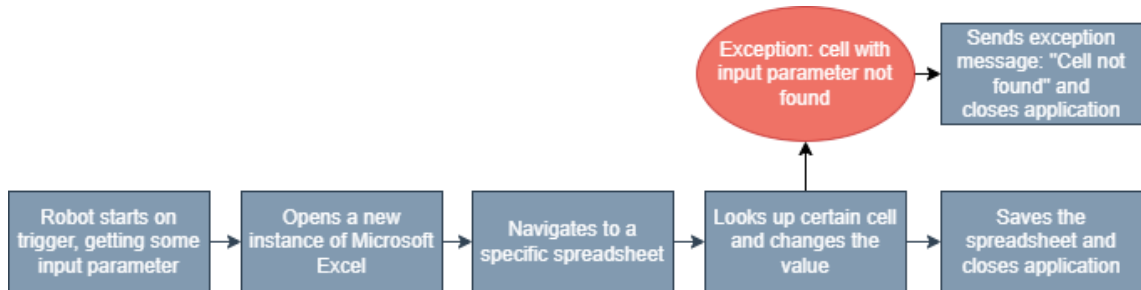 Exception: cell with
input parameter not
found
Sends exception
message: "Cell not
found" and
closes application
Robot starts on
trigger, getting some
input parameter
Opens a new
instance of Microsoft
Excel
Navigates to a
specific spreadsheet
Looks up certain cell
and changes the
value
Saves the
spreadsheet and
closes application